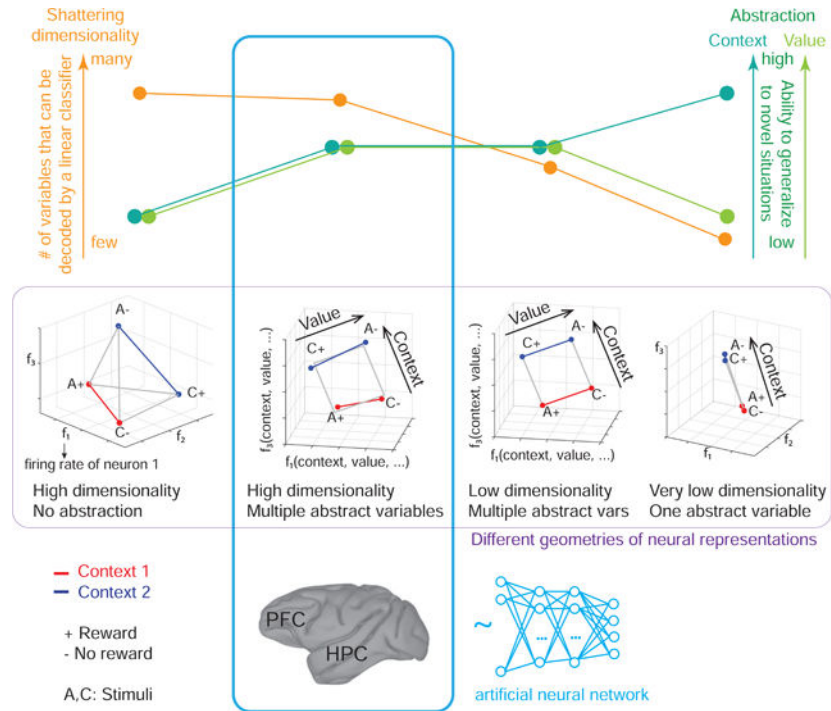 Shattering
dimensionality
many
# of variables that can be
decoded by a linear classifier
few
Abstraction
Context Value
high
Ability to generalize
to novel situations
low
A-
f₃
A+
C+
C-
f₁
f₂
firing rate of neuron 1
High dimensionality
No abstraction
Value
A-
C+
Context
A+
C-
f₃(context, value, ...)
f₁(context, value, ...)
High dimensionality
Multiple abstract variables
Value
A-
C+
Context
C-
A+
f₃(context, value, ...)
f₁(context, value, ...)
Low dimensionality
Multiple abstract vars
f₃
A-
C+
Context
A+
C-
f₁
f₂
Very low dimensionality
One abstract variable
Different geometries of neural representations
Context 1
Context 2
+ Reward
- No reward
A,C: Stimuli
PFC
HPC
~
... ...
artificial neural network